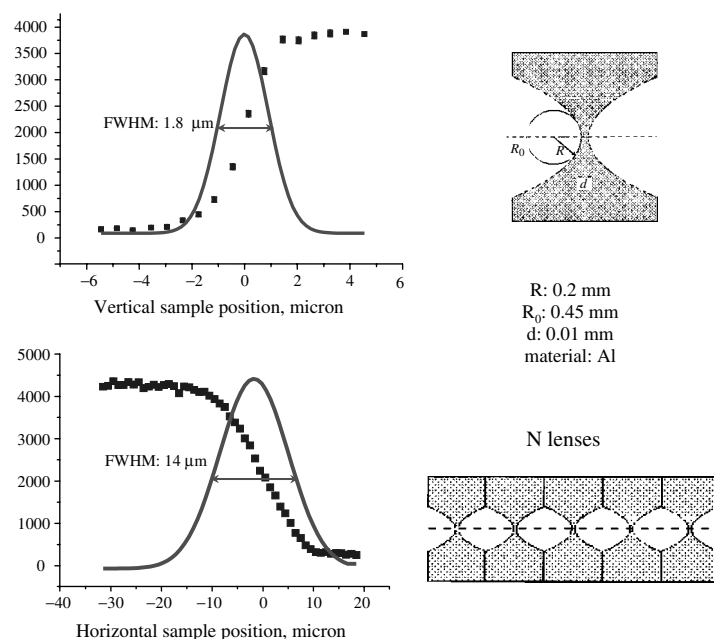 4000
3500
3000
2500
2000
1500
1000
500
0
FWHM: 1.8 µm
−6 −4 −2 0 2 4 6
Vertical sample position, micron
5000
4000
3000
2000
1000
0
FWHM: 14 µm
−40 −30 −20 −10 0 10 20
Horizontal sample position, micron
R₀
R
d
R: 0.2 mm
R₀: 0.45 mm
d: 0.01 mm
material: Al
N lenses